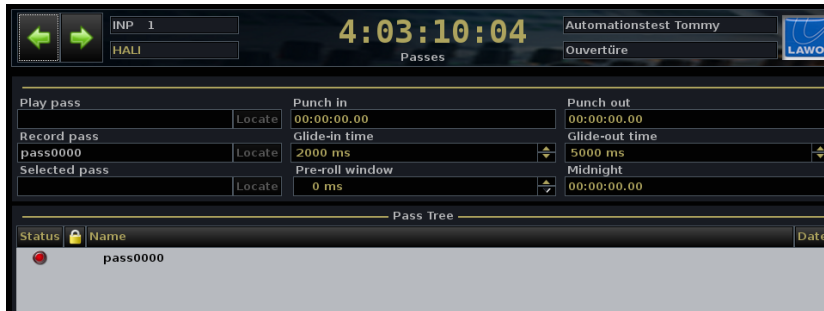 INP 1
HALI
4:03:10:04
Passes
Automationstest Tommy
Ouvertüre
LAWO
Play pass
Punch in
Punch out
Locate
00:00:00.00
00:00:00.00
Record pass
Glide-in time
Glide-out time
pass0000
Locate
2000 ms
5000 ms
Selected pass
Pre-roll window
Midnight
Locate
0 ms
00:00:00.00
Pass Tree
Status
Name
Date
pass0000